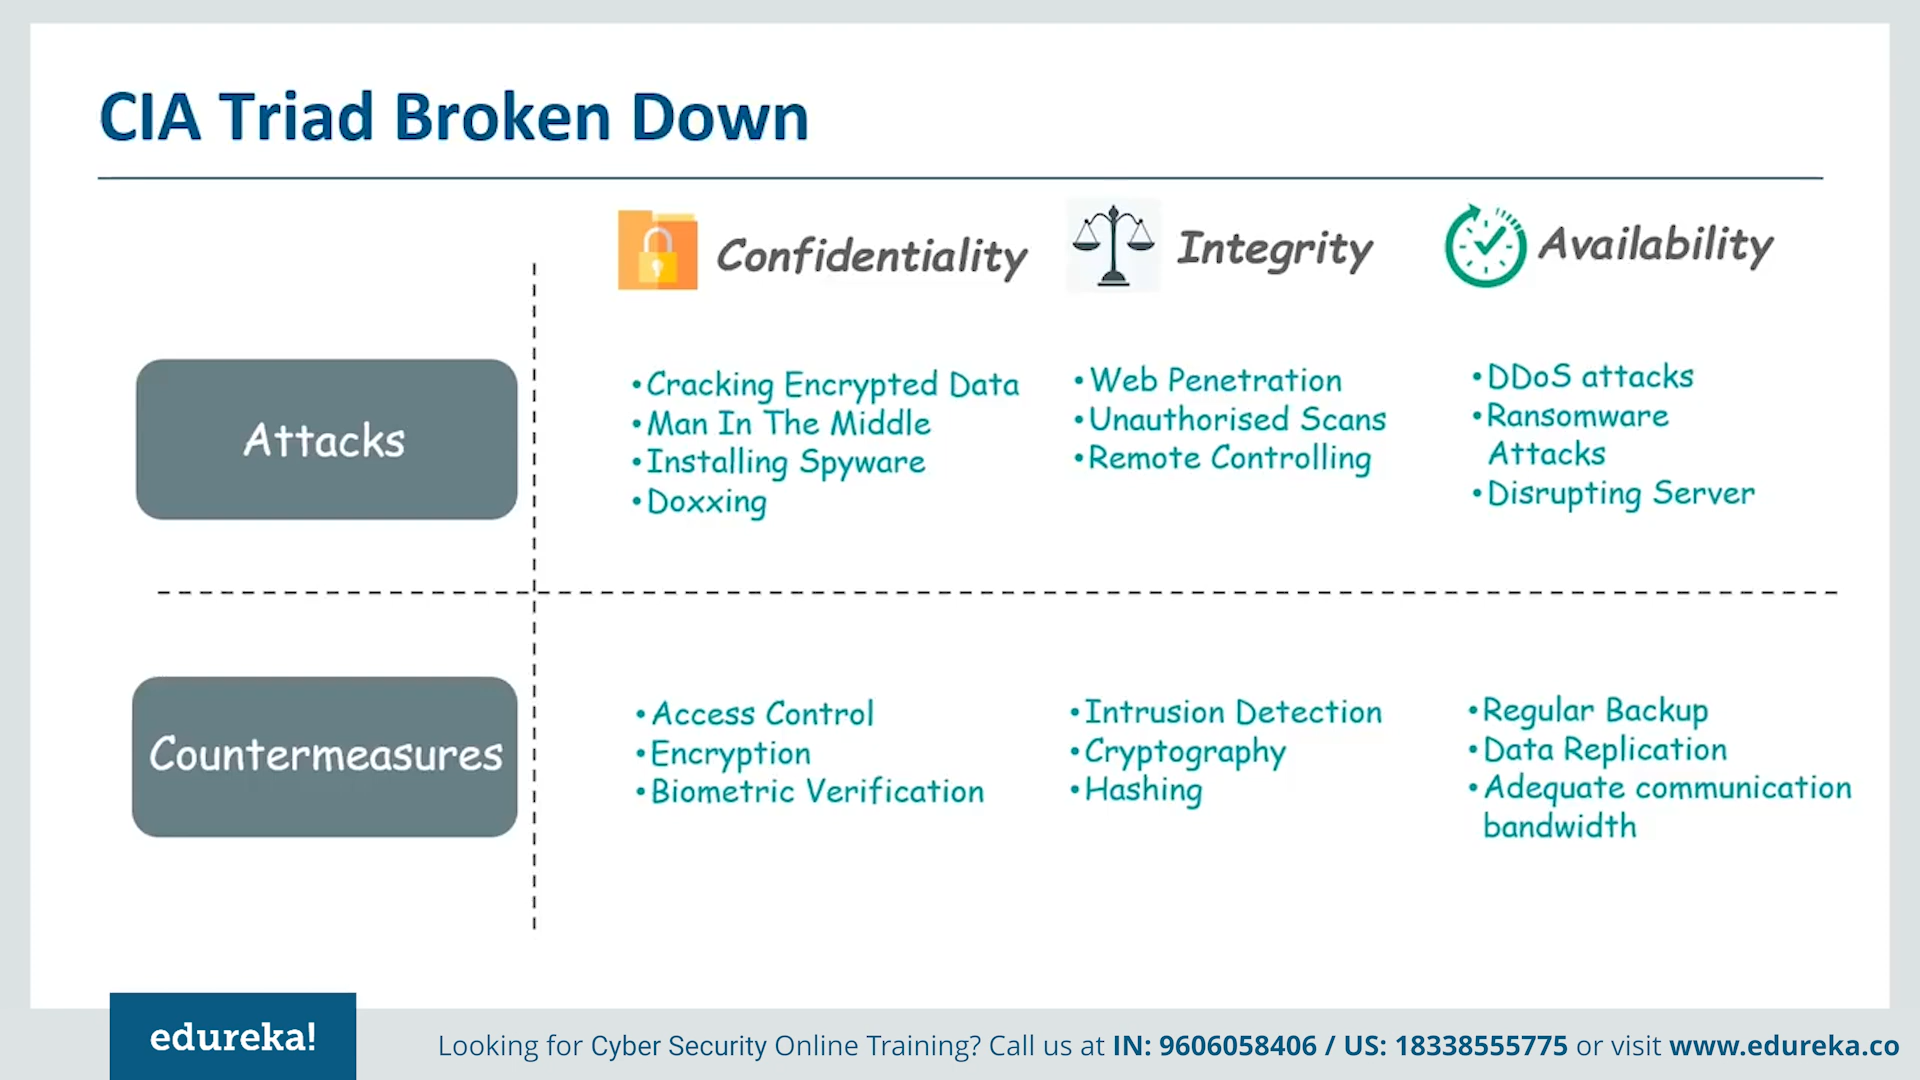 CIA Triad Broken Down
Confidentiality
Integrity
Availability
Attacks
•Cracking Encrypted Data
•Man In The Middle
•Installing Spyware
•Doxxing
•Web Penetration
•Unauthorised Scans
•Remote Controlling
•DDoS attacks
•Ransomware
Attacks
•Disrupting Server
Countermeasures
•Access Control
•Encryption
•Biometric Verification
•Intrusion Detection
•Cryptography
•Hashing
•Regular Backup
•Data Replication
•Adequate communication
bandwidth
edureka!
Looking for Cyber Security Online Training? Call us at IN: 9606058406 / US: 18338555775 or visit www.edureka.co